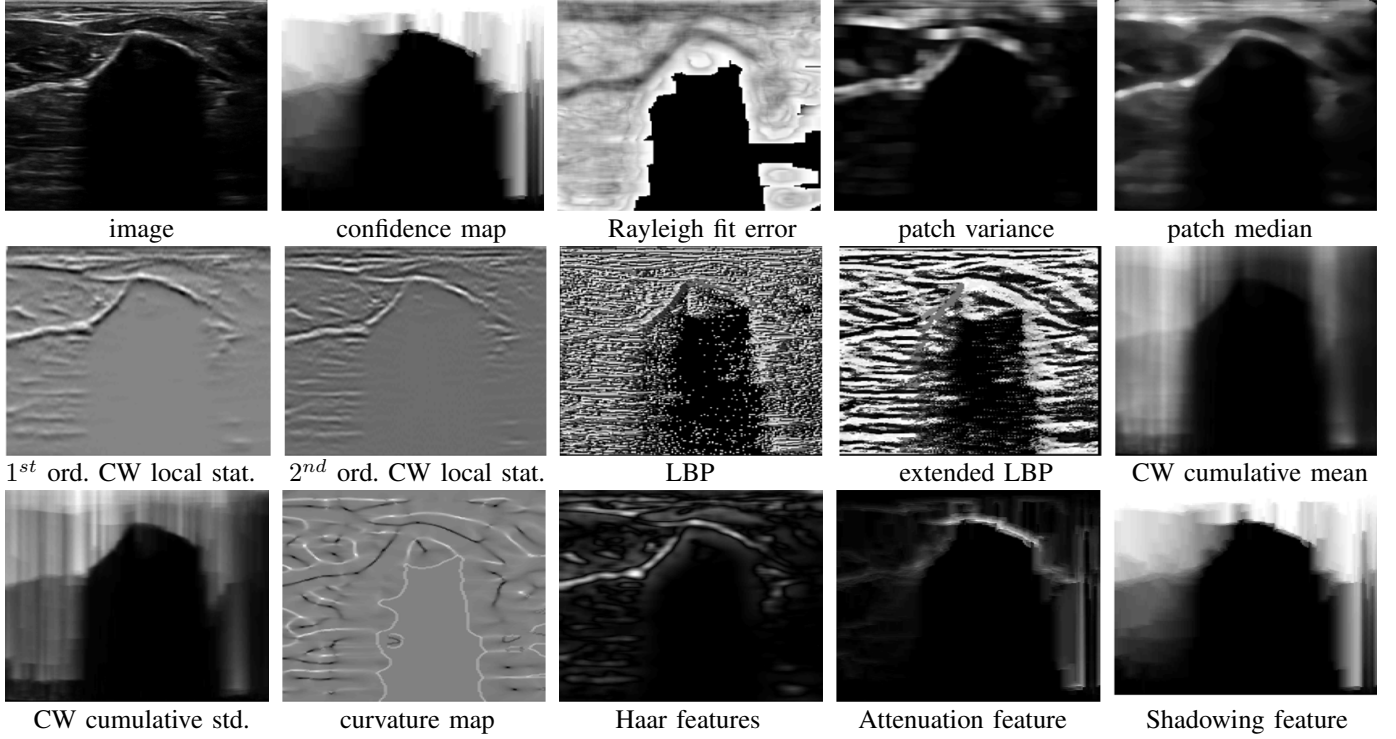 image
confidence map
Rayleigh fit error
patch variance
patch median
1st ord. CW local stat.
2nd ord. CW local stat.
LBP
extended LBP
CW cumulative mean
CW cumulative std.
curvature map
Haar features
Attenuation feature
Shadowing feature